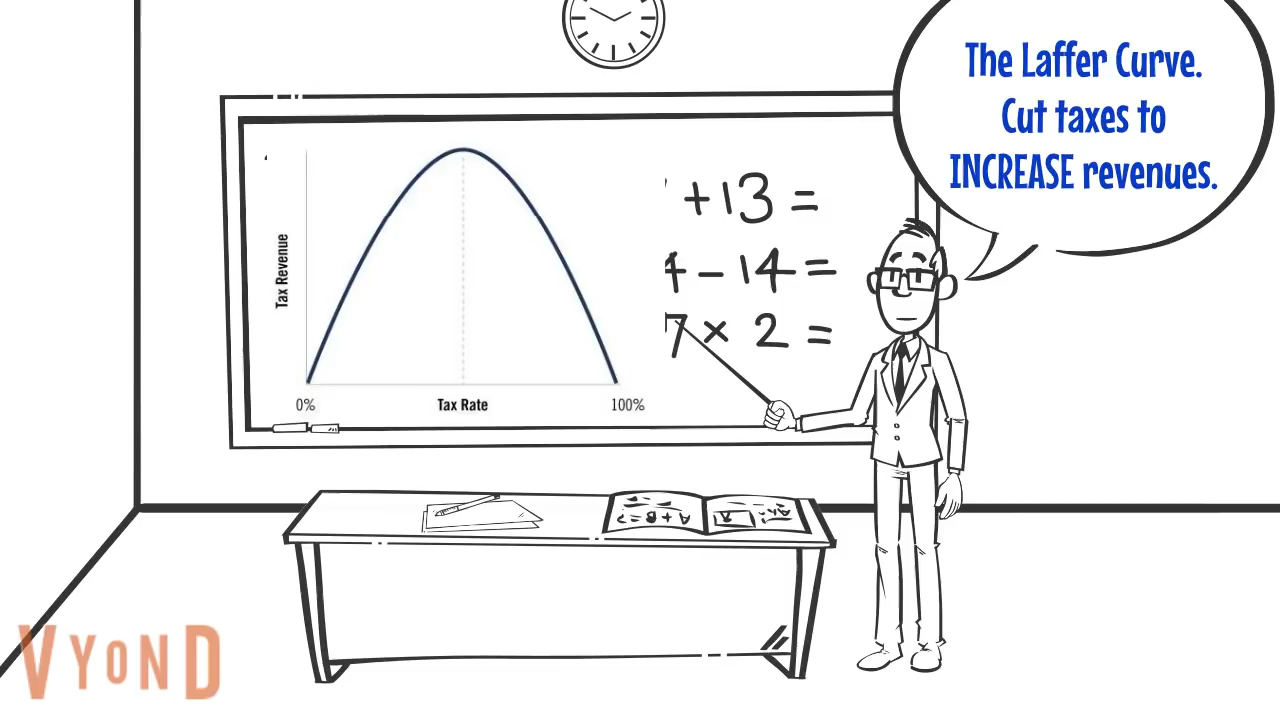 The Laffer Curve.
Cut taxes to
INCREASE revenues.
Tax Revenue
0%
Tax Rate
100%
+13 =
4 - 14 =
7 × 2 =
A + B =
VYOND